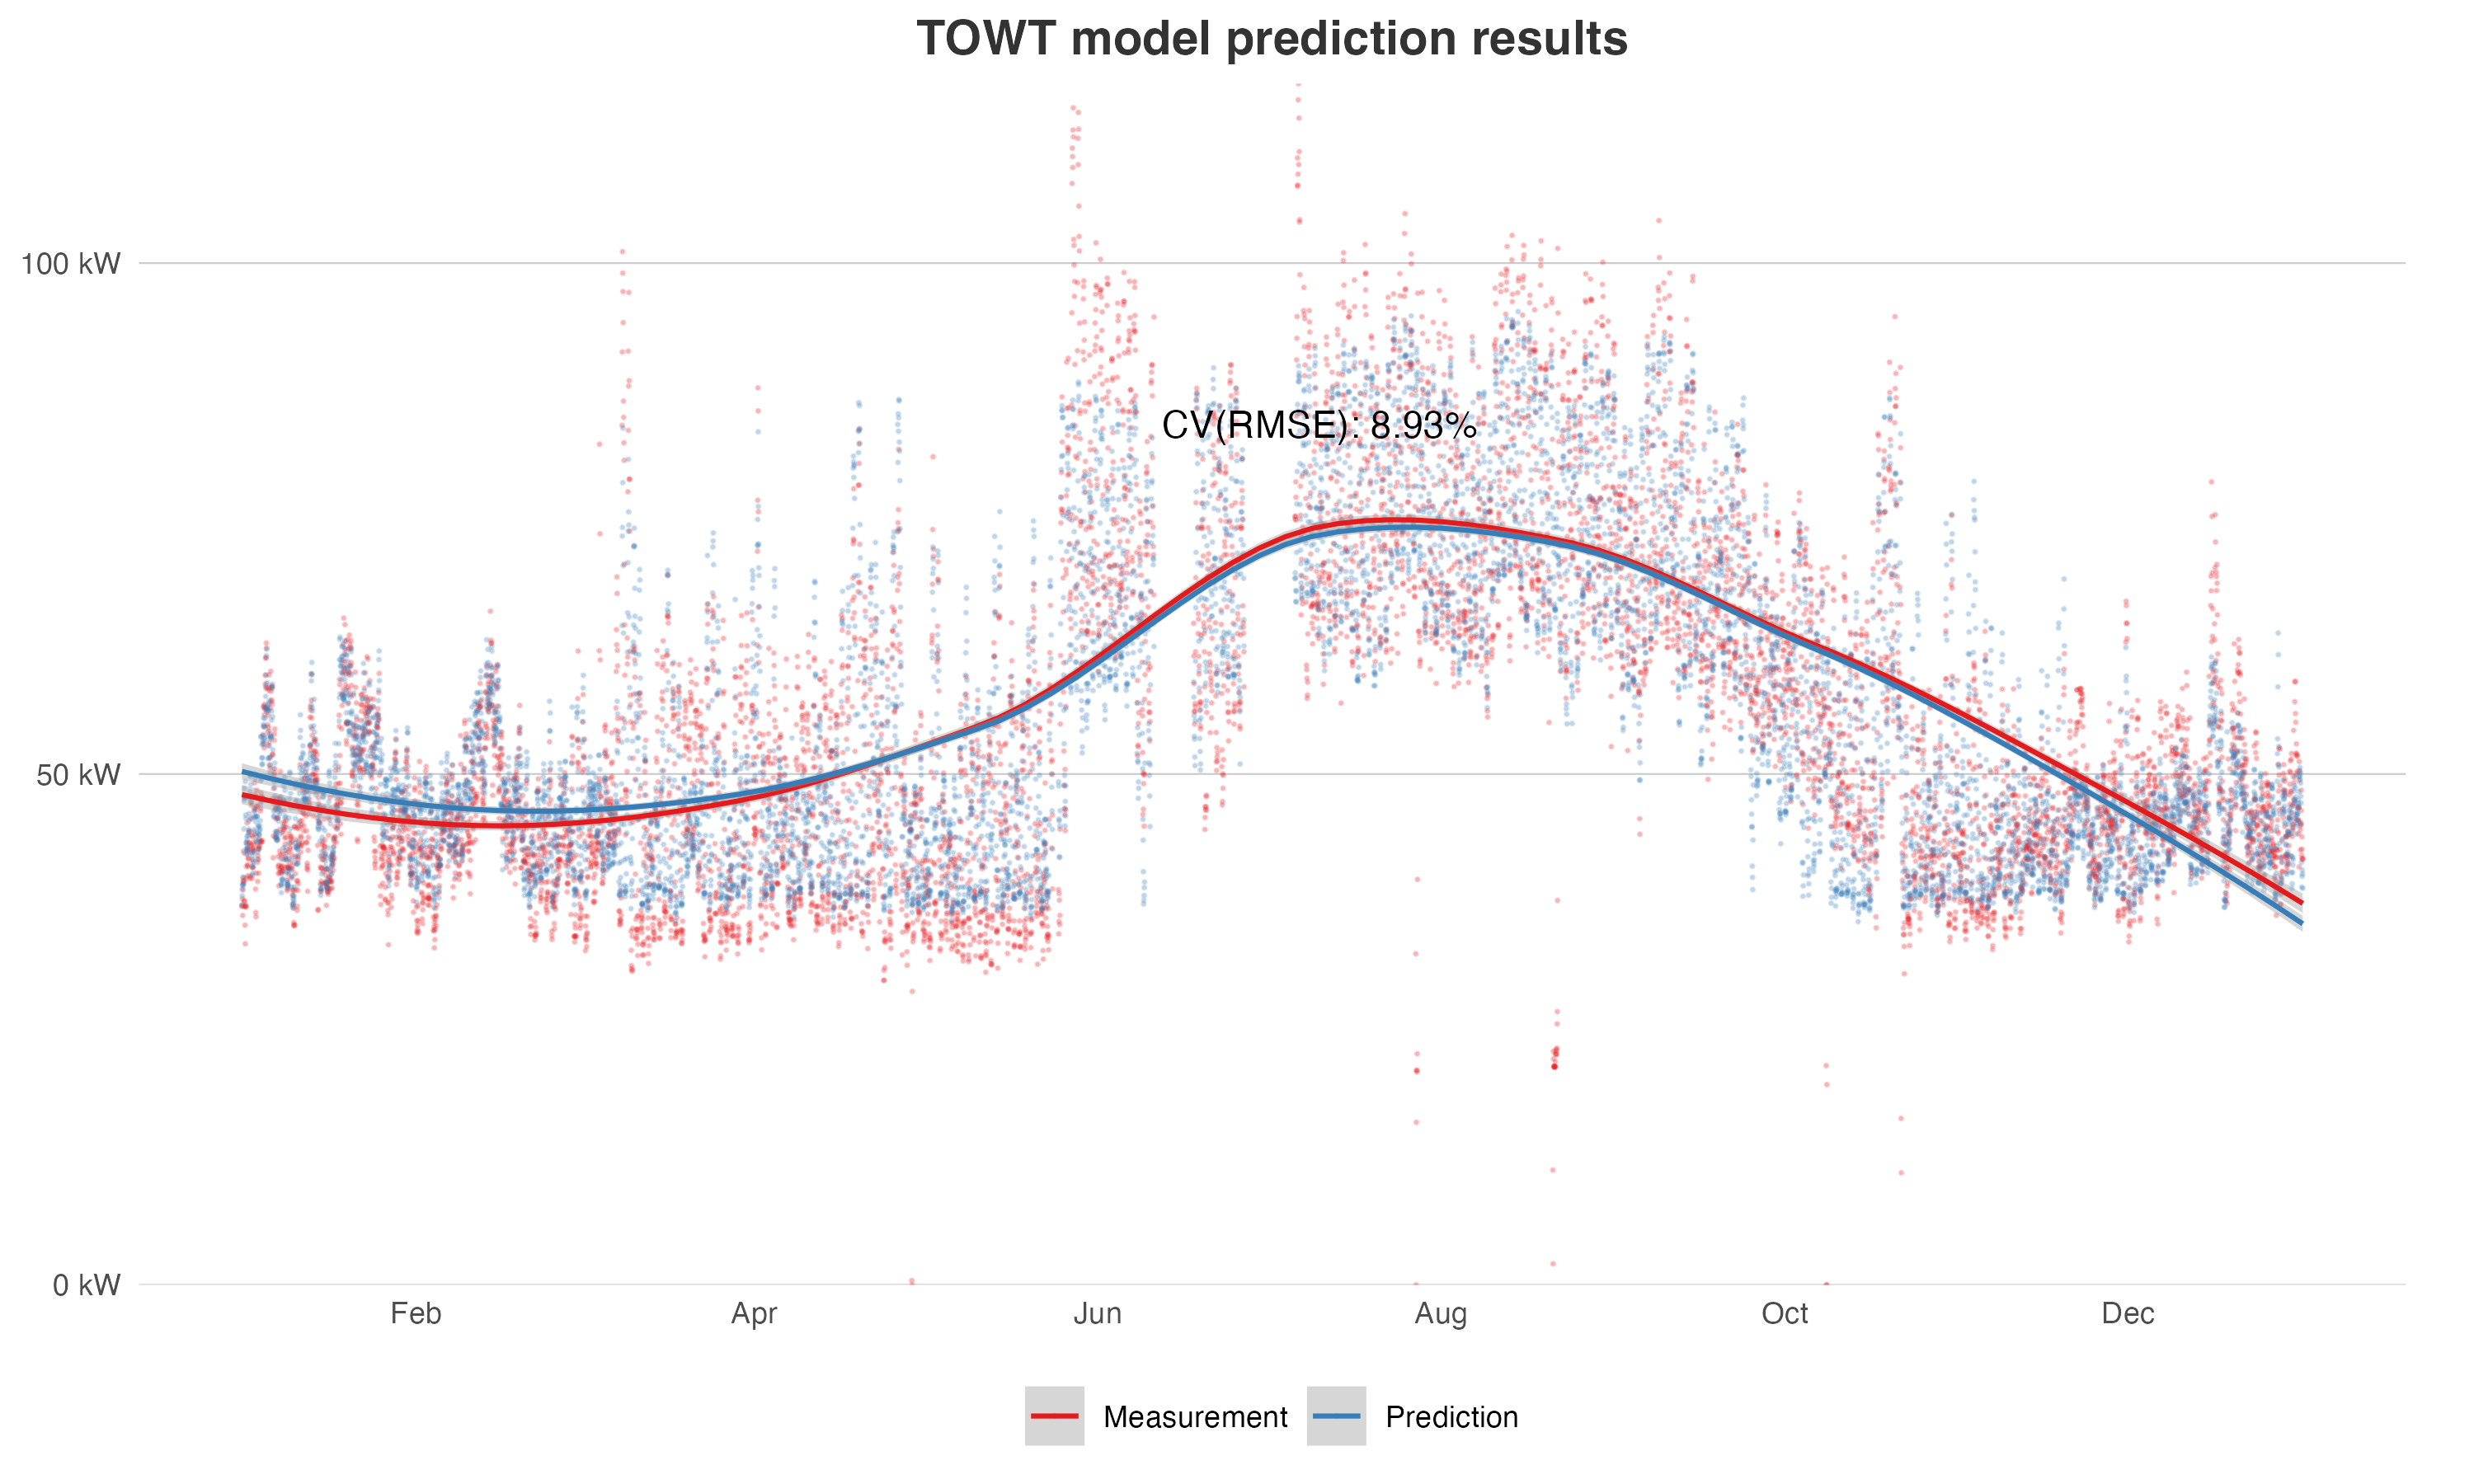 TOWT model prediction results
100 kW
CV(RMSE): 8.93%
50 kW
0 kW
Feb Apr Jun Aug Oct Dec
Measurement Prediction